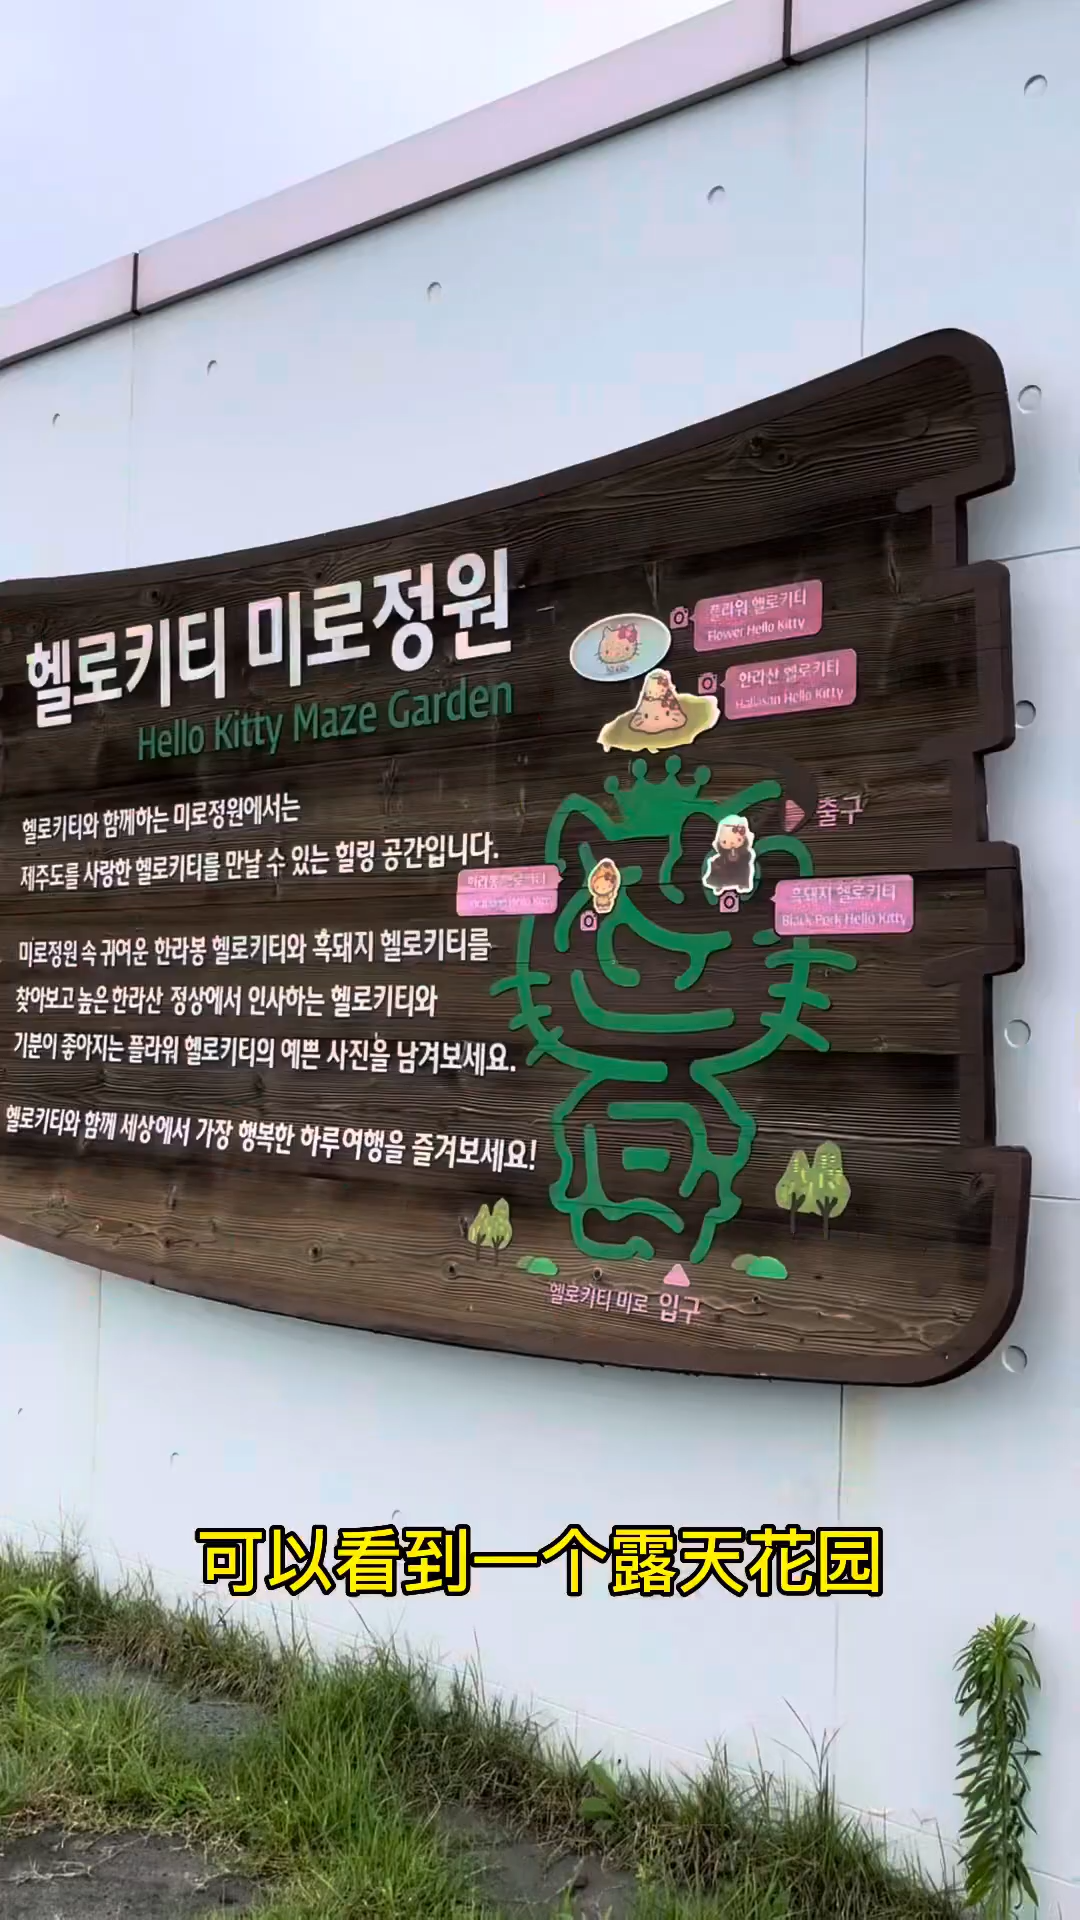 헬로키티 미로정원
Hello Kitty Maze Garden
헬로키티와 함께하는 미로정원에서는
제주도를 사랑한 헬로키티를 만날 수 있는 힐링 공간입니다.
미로정원 속 귀여운 한라봉 헬로키티와 흑돼지 헬로키티를
찾아보고 높은 한라산 정상에서 인사하는 헬로키티와
기분이 좋아지는 플라워 헬로키티의 예쁜 사진을 남겨보세요.
헬로키티와 함께 세상에서 가장 행복한 하루여행을 즐겨보세요!
플라워 헬로키티
Flower Hello Kitty
한라산 헬로키티
Hallasan Hello Kitty
출구
한라봉 헬로키티
흑돼지 헬로키티
Black Pork Hello Kitty
헬로키티 미로 입구
可以看到一个露天花园